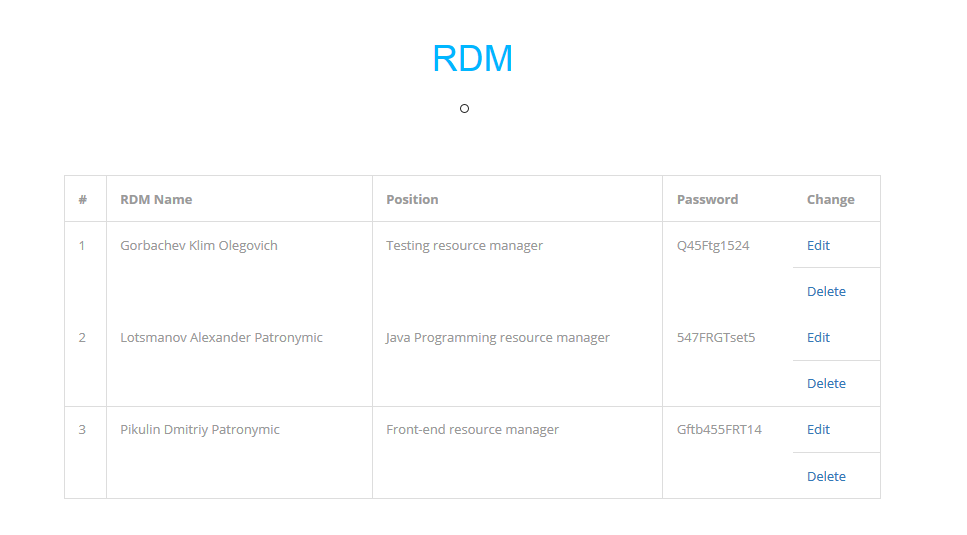 RDM
# RDM Name Position Password Change
1 Gorbachev Klim Olegovich Testing resource manager Q45Ftg1524 Edit
Delete
2 Lotsmanov Alexander Patronymic Java Programming resource manager 547FRGTset5 Edit
Delete
3 Pikulin Dmitriy Patronymic Front-end resource manager Gftb455FRT14 Edit
Delete